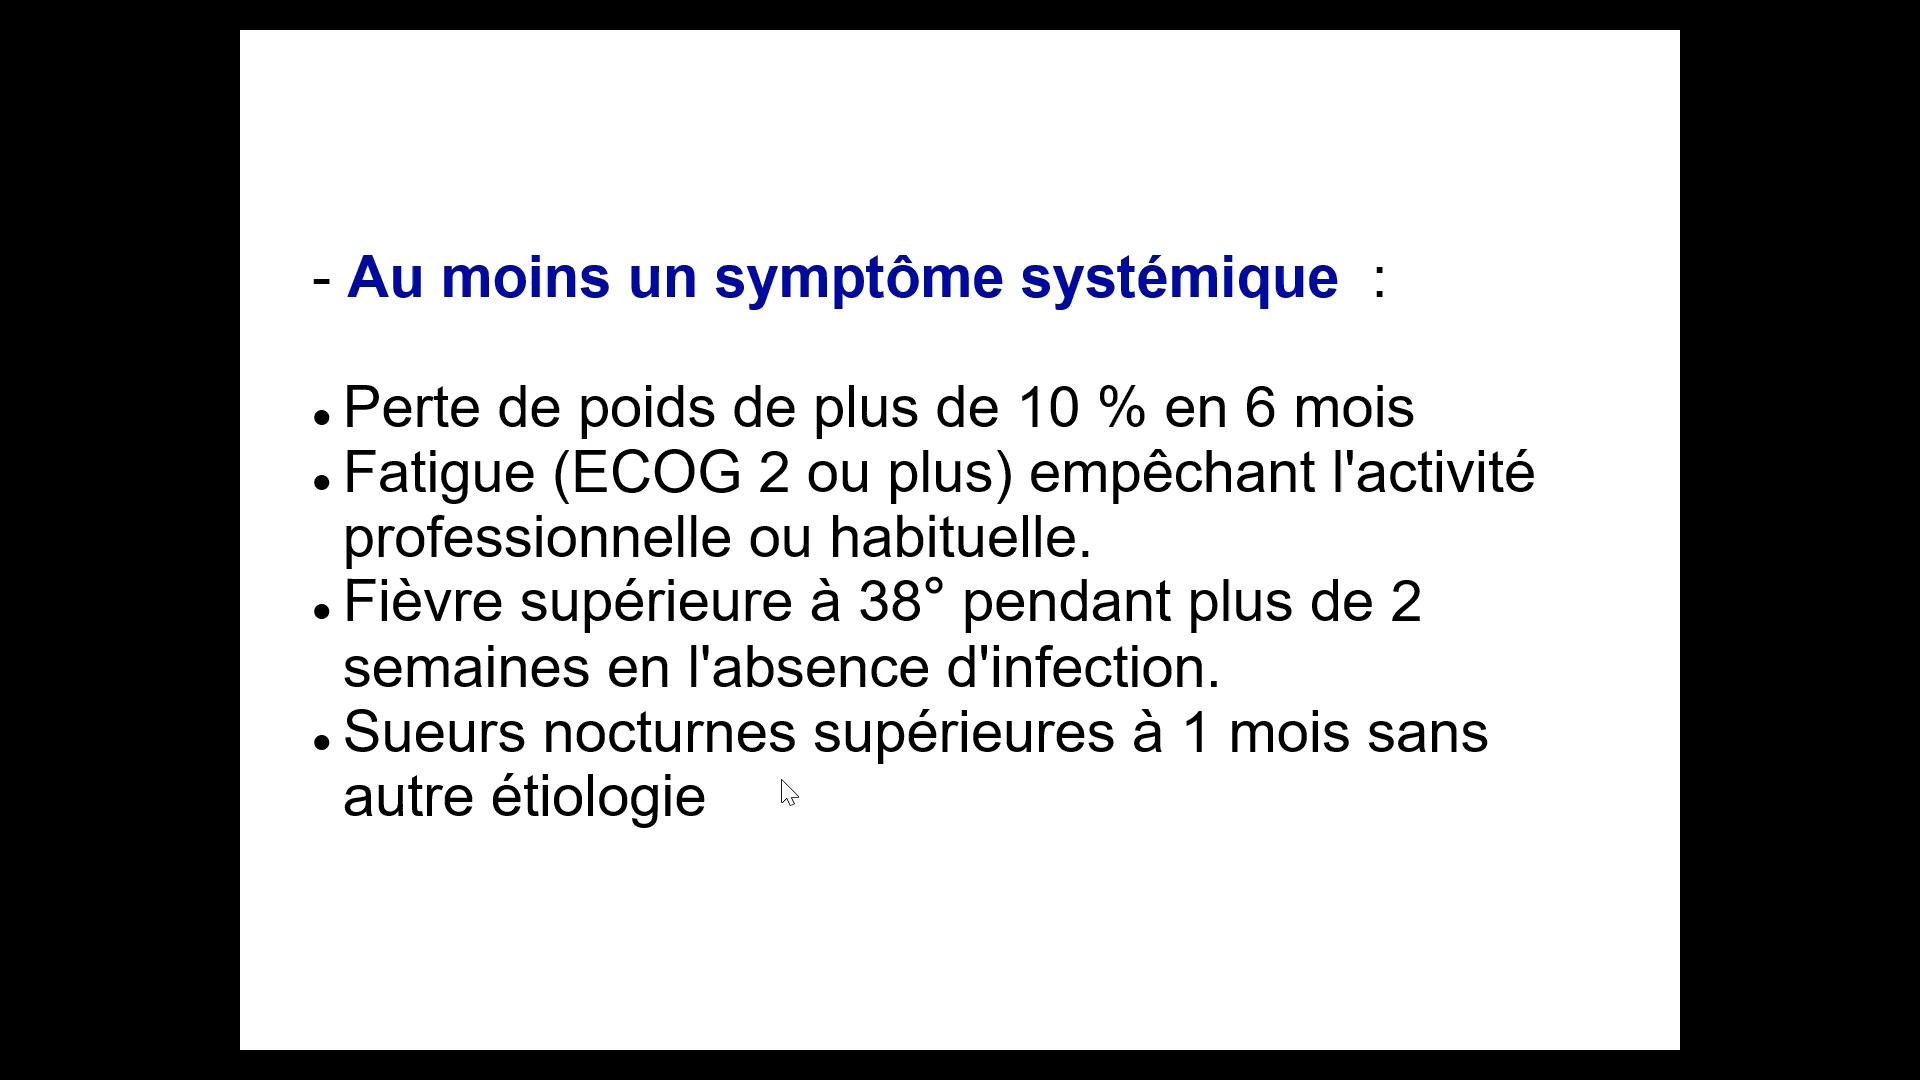 - Au moins un symptôme systémique  :
● Perte de poids de plus de 10 % en 6 mois
● Fatigue (ECOG 2 ou plus) empêchant l'activité
professionnelle ou habituelle.
● Fièvre supérieure à 38° pendant plus de 2
semaines en l'absence d'infection.
● Sueurs nocturnes supérieures à 1 mois sans
autre étiologie